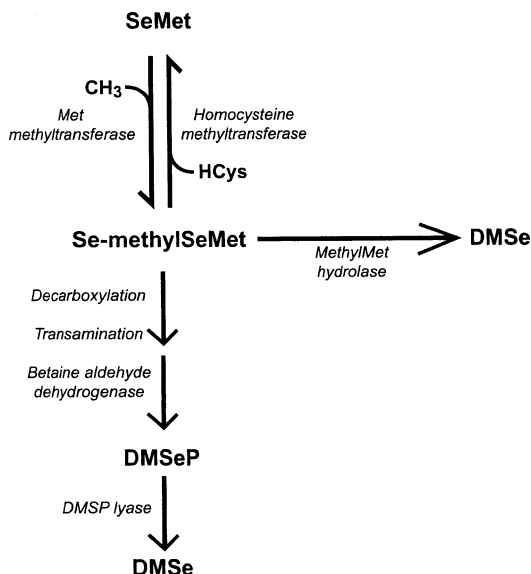 SeMet
CH3
Met
methyltransferase
Homocysteine
methyltransferase
HCys
Se-methylSeMet
DMSe
MethylMet
hydrolase
Decarboxylation
Transamination
Betaine aldehyde
dehydrogenase
DMSeP
DMSP lyase
DMSe